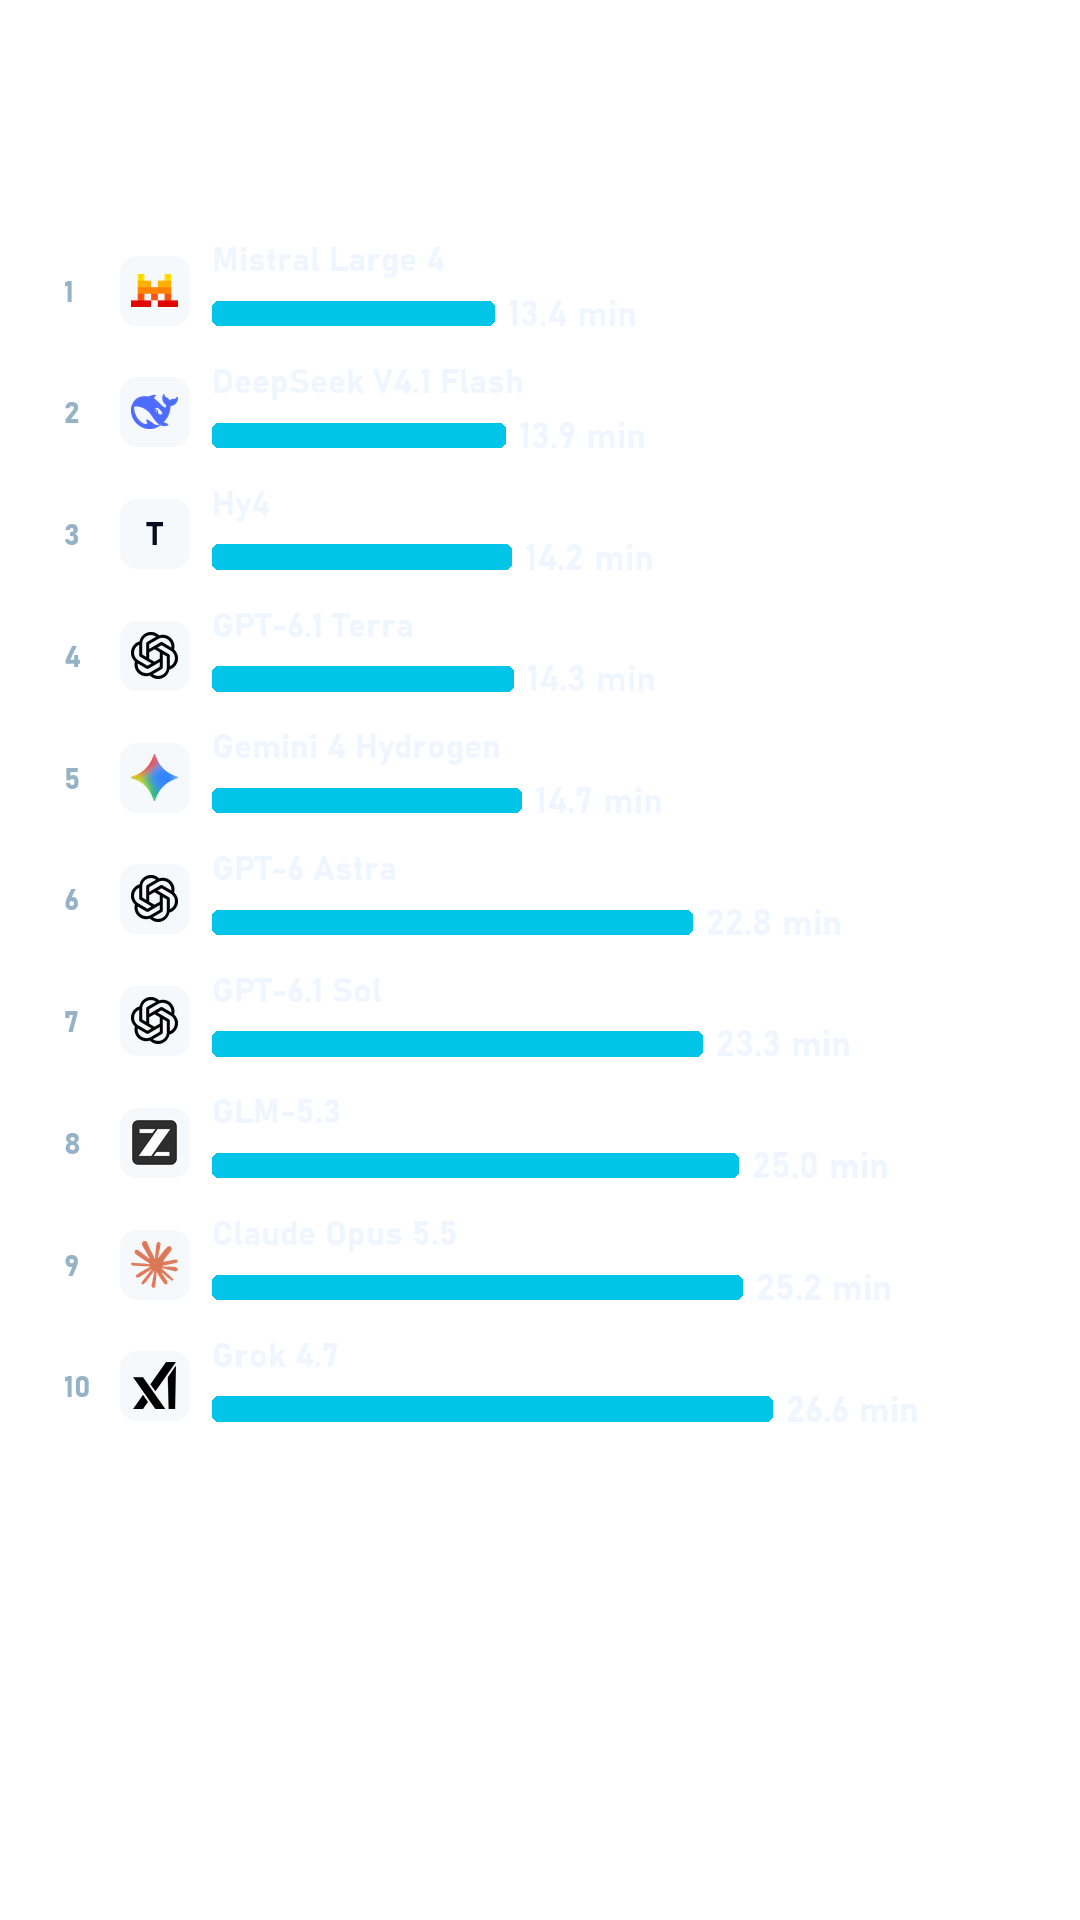 1
Mistral Large 4
13.4 min
2
DeepSeek V4.1 Flash
13.9 min
3
T
Hy4
14.2 min
4
GPT-6.1 Terra
14.3 min
5
Gemini 4 Hydrogen
14.7 min
6
GPT-6 Astra
22.8 min
7
GPT-6.1 Sol
23.3 min
8
GLM-5.3
25.0 min
9
Claude Opus 5.5
25.2 min
10
Grok 4.7
26.6 min